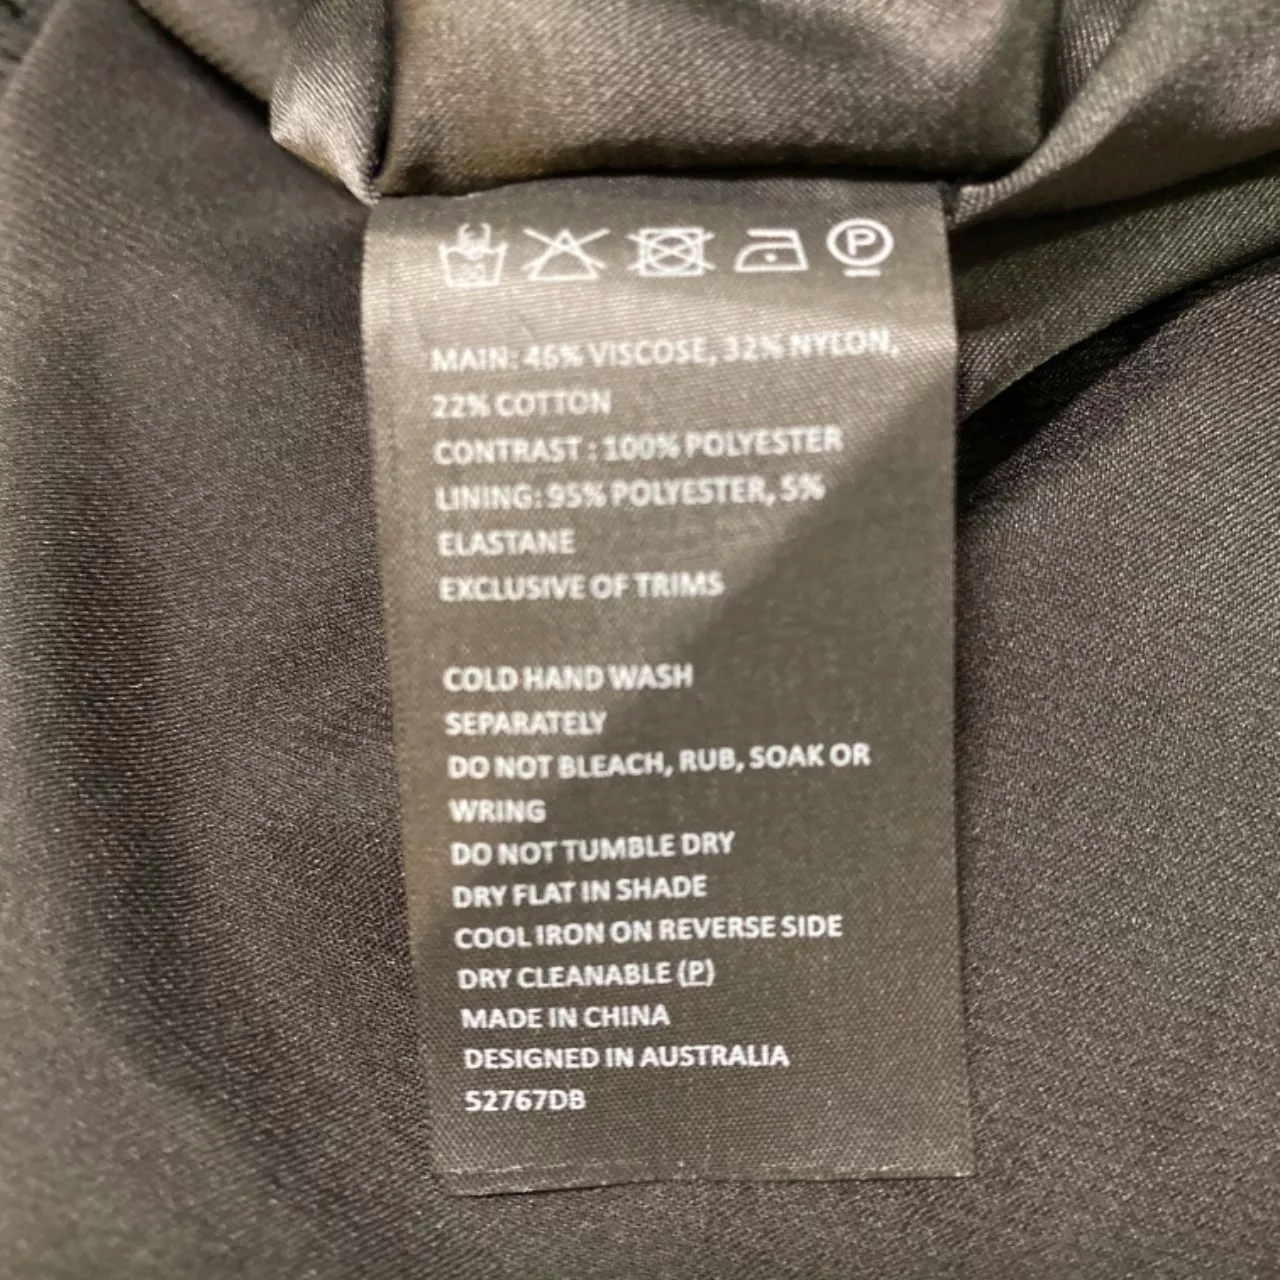 P
MAIN: 46% VISCOSE, 32% NYLON,
22% COTTON
CONTRAST : 100% POLYESTER
LINING: 95% POLYESTER, 5%
ELASTANE
EXCLUSIVE OF TRIMS
COLD HAND WASH
SEPARATELY
DO NOT BLEACH, RUB, SOAK OR
WRING
DO NOT TUMBLE DRY
DRY FLAT IN SHADE
COOL IRON ON REVERSE SIDE
DRY CLEANABLE (P)
MADE IN CHINA
DESIGNED IN AUSTRALIA
52767DB